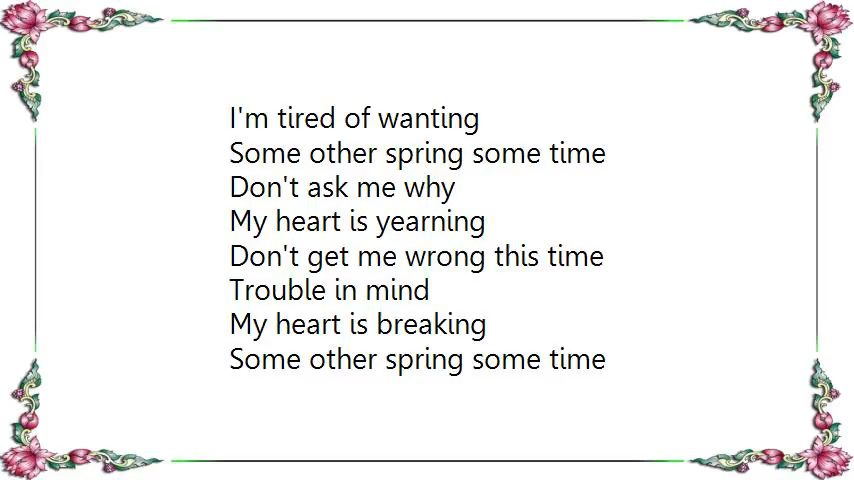 I'm tired of wanting
Some other spring some time
Don't ask me why
My heart is yearning
Don't get me wrong this time
Trouble in mind
My heart is breaking
Some other spring some time